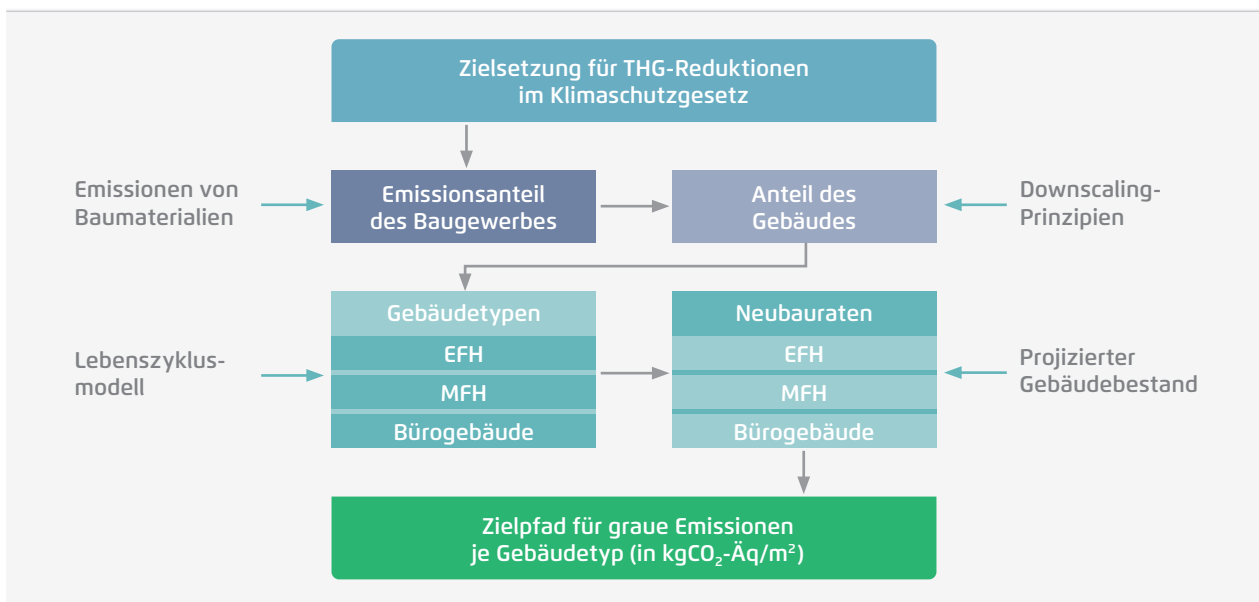 Zielsetzung für THG-Reduktionen
im Klimaschutzgesetz
Emissionen von
Baumaterialien
Emissionsanteil
des Baugewerbes
Anteil des
Gebäudes
Downscaling-
Prinzipien
Lebenszyklus-
modell
Gebäudetypen
EFH
MFH
Bürogebäude
Neubauraten
EFH
MFH
Bürogebäude
Projizierter
Gebäudebestand
Zielpfad für graue Emissionen
je Gebäudetyp (in kgCO₂-Äq/m²)